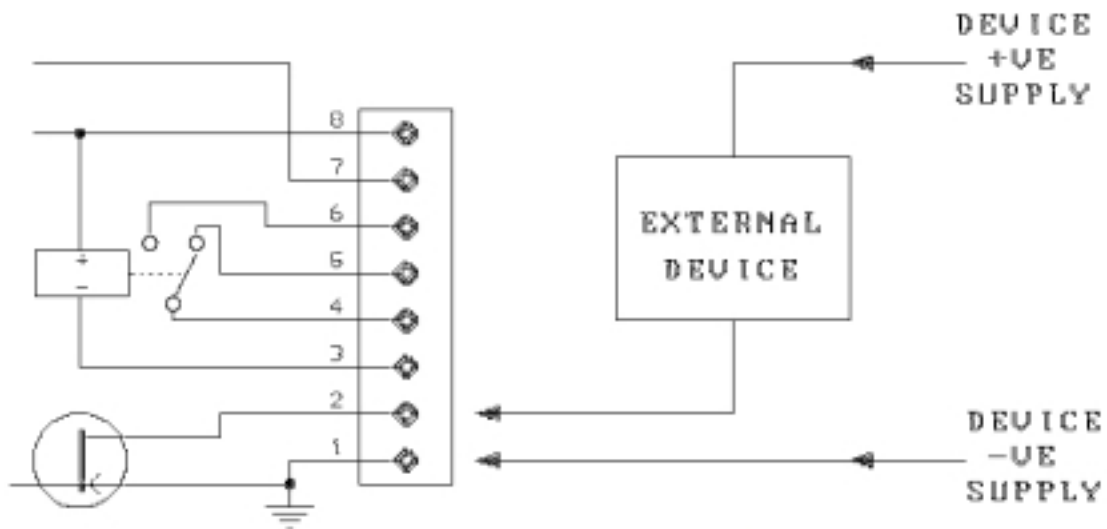 DEVICE
+VE
SUPPLY
8
7
6
5
4
3
2
1
+
-
EXTERNAL
DEVICE
DEVICE
-VE
SUPPLY